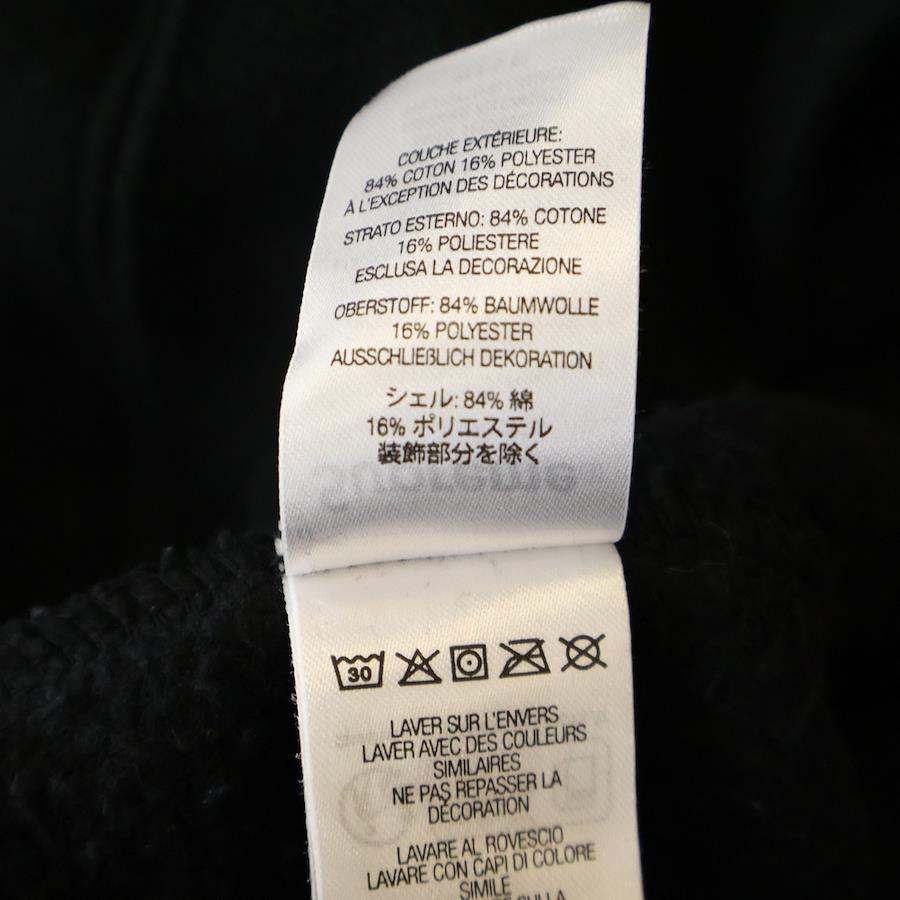 COUCHE EXTÉRIEURE:
84% COTON 16% POLYESTER
À L'EXCEPTION DES DÉCORATIONS
STRATO ESTERNO: 84% COTONE
16% POLIESTERE
ESCLUSA LA DECORAZIONE
OBERSTOFF: 84% BAUMWOLLE
16% POLYESTER
AUSSCHLIEßLICH DEKORATION
シェル: 84% 綿
16% ポリエステル
装飾部分を除く
30
LAVER SUR L'ENVERS
LAVER AVEC DES COULEURS
SIMILAIRES
NE PAS REPASSER LA
DÉCORATION
LAVARE AL ROVESCIO
LAVARE CON CAPI DI COLORE
SIMILE
SULLA